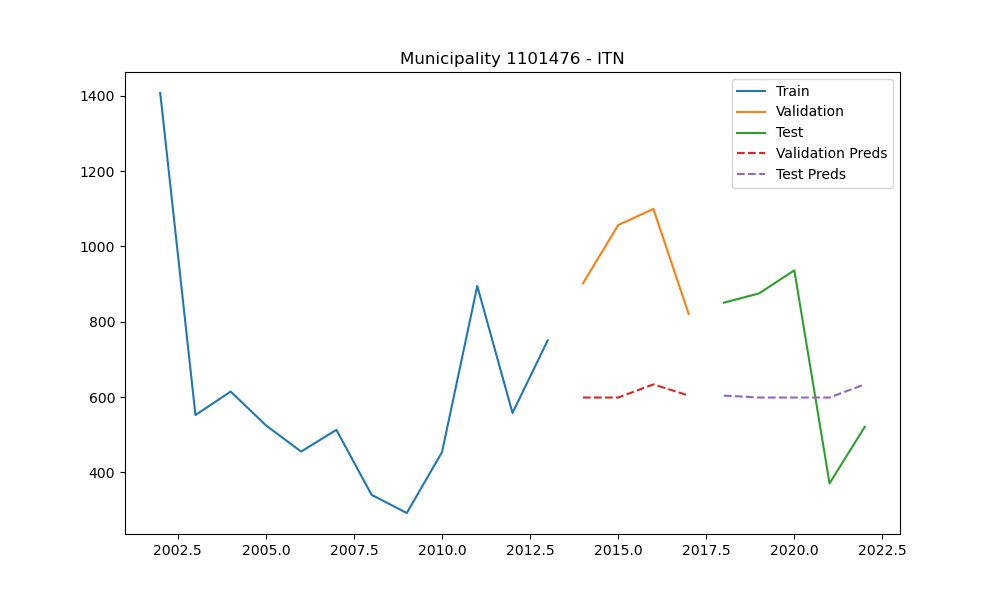 Municipality 1101476 - ITN
Train
Validation
Test
Validation Preds
Test Preds
1400
1200
1000
800
600
400
2002.5 2005.0 2007.5 2010.0 2012.5 2015.0 2017.5 2020.0 2022.5